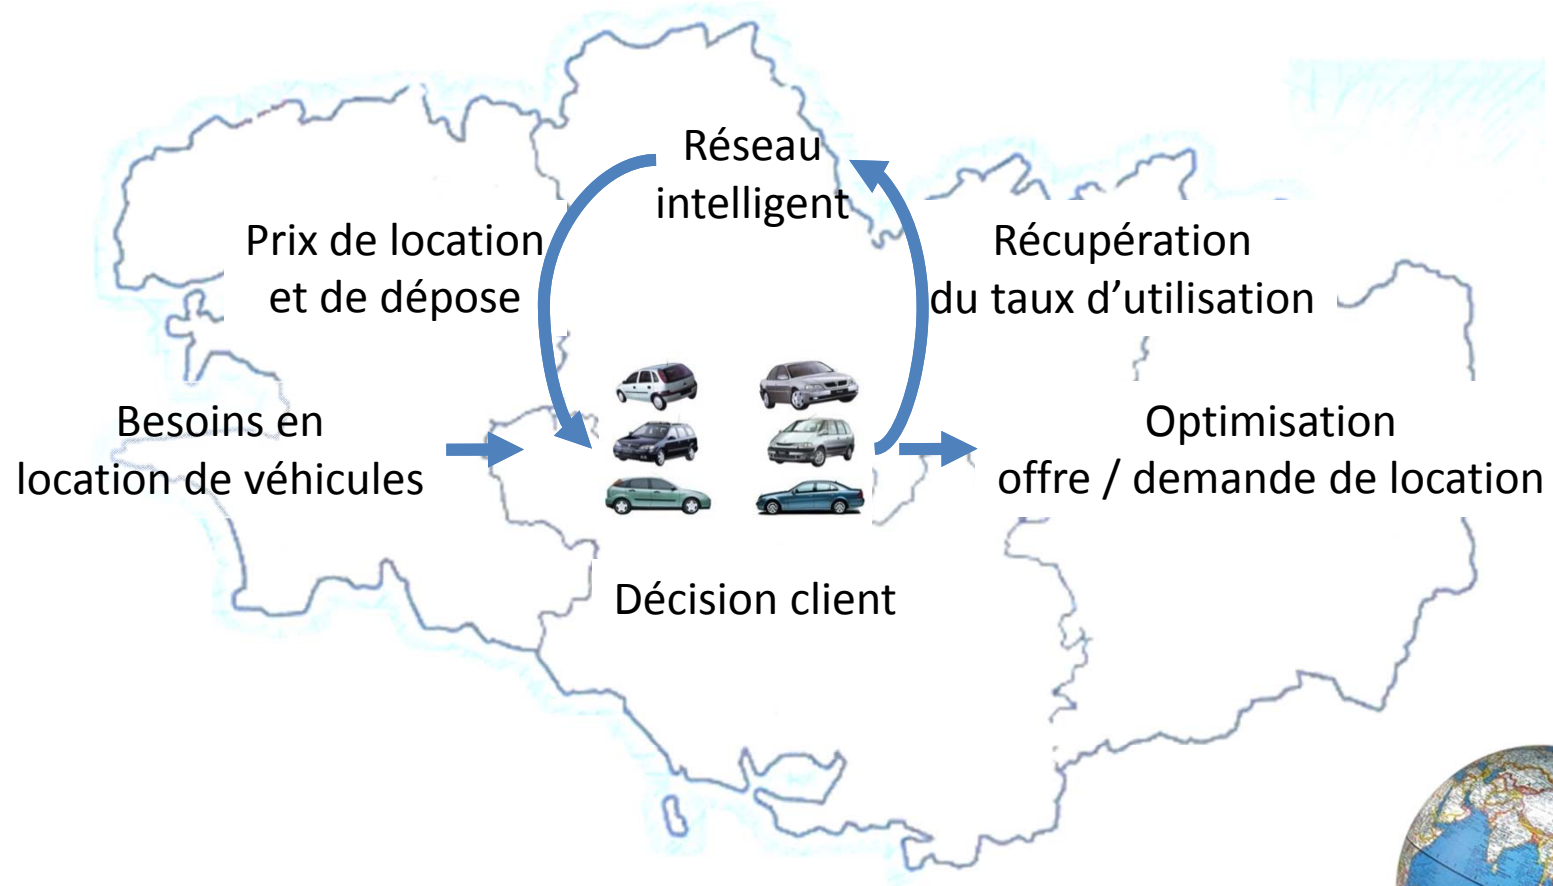 Réseau
intelligent
Prix de location
et de dépose
Récupération
du taux d’utilisation
Besoins en
location de véhicules
Optimisation
offre / demande de location
Décision client